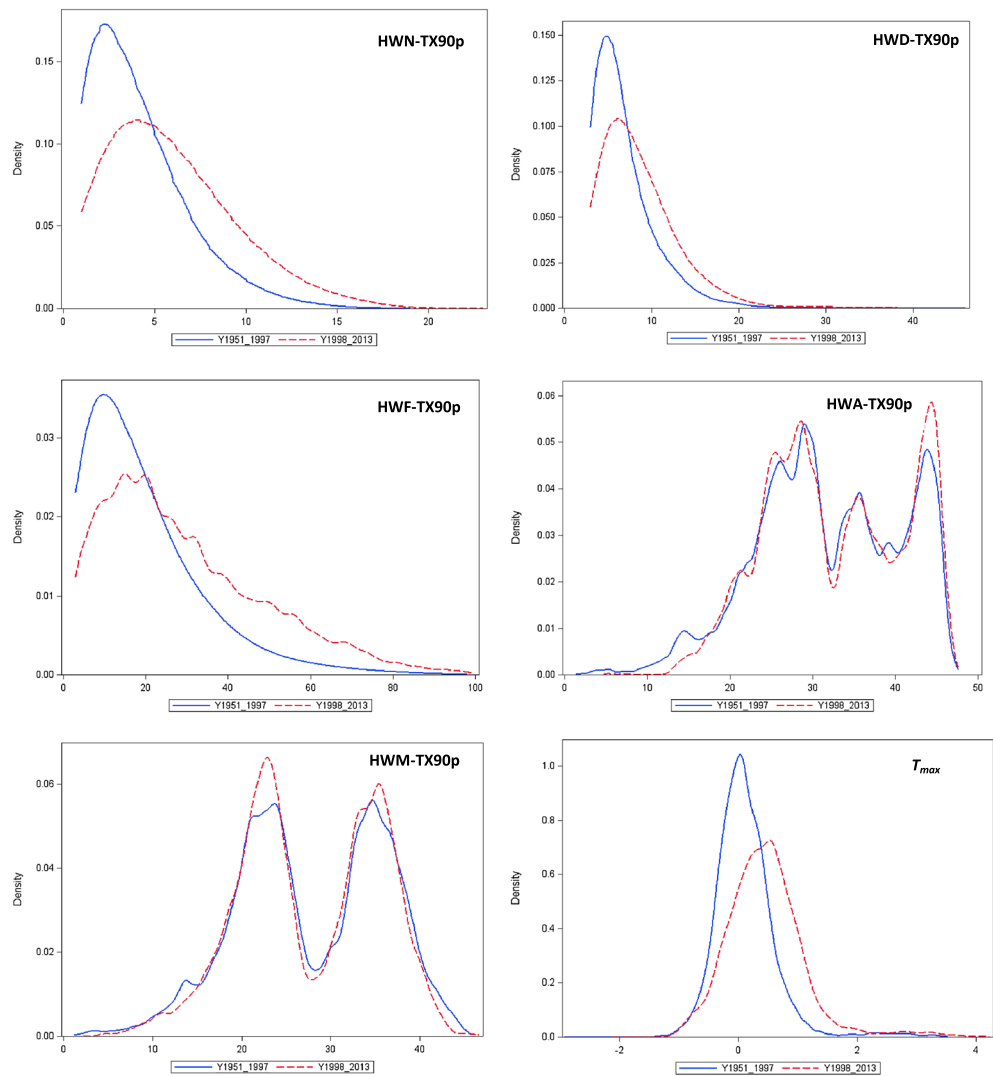 HWN-TX90p
0.15
0.10
0.05
0.00
Density
0 5 10 15 20
Y1951_1997 Y1998_2013
HWD-TX90p
0.150
0.125
0.100
0.075
0.050
0.025
0.000
Density
0 10 20 30 40
Y1951_1997 Y1998_2013
HWF-TX90p
0.03
0.02
0.01
0.00
Density
0 20 40 60 80 100
Y1951_1997 Y1998_2013
HWA-TX90p
0.06
0.05
0.04
0.03
0.02
0.01
0.00
Density
0 10 20 30 40 50
Y1951_1997 Y1998_2013
HWM-TX90p
0.06
0.04
0.02
0.00
Density
0 10 20 30 40
Y1951_1997 Y1998_2013
Tmax
1.0
0.8
0.6
0.4
0.2
0.0
Density
-2 0 2 4
Y1951_1997 Y1998_2013